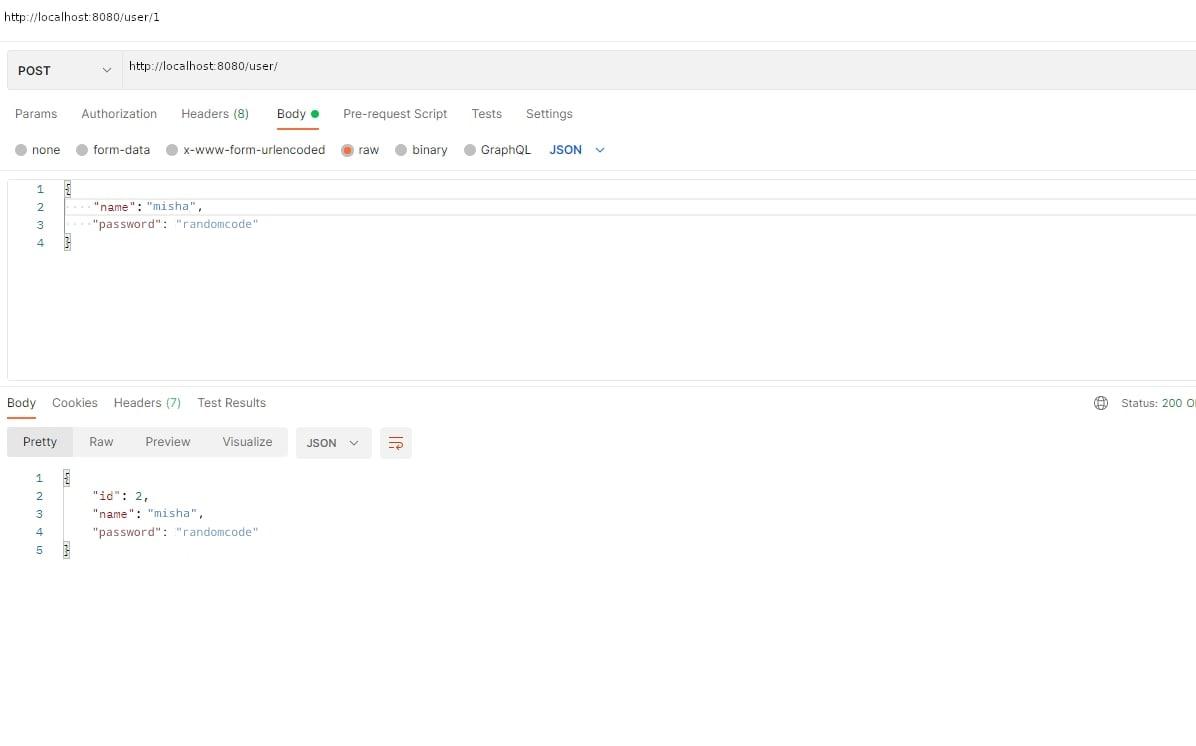 http://localhost:8080/user/1
POST http://localhost:8080/user/
Params Authorization Headers (8) Body Pre-request Script Tests Settings
none form-data x-www-form-urlencoded raw binary GraphQL JSON
1 {
2 "name": "misha",
3 "password": "randomcode"
4 }
Body Cookies Headers (7) Test Results Status: 200 O
Pretty Raw Preview Visualize JSON
1 {
2 "id": 2,
3 "name": "misha",
4 "password": "randomcode"
5 }